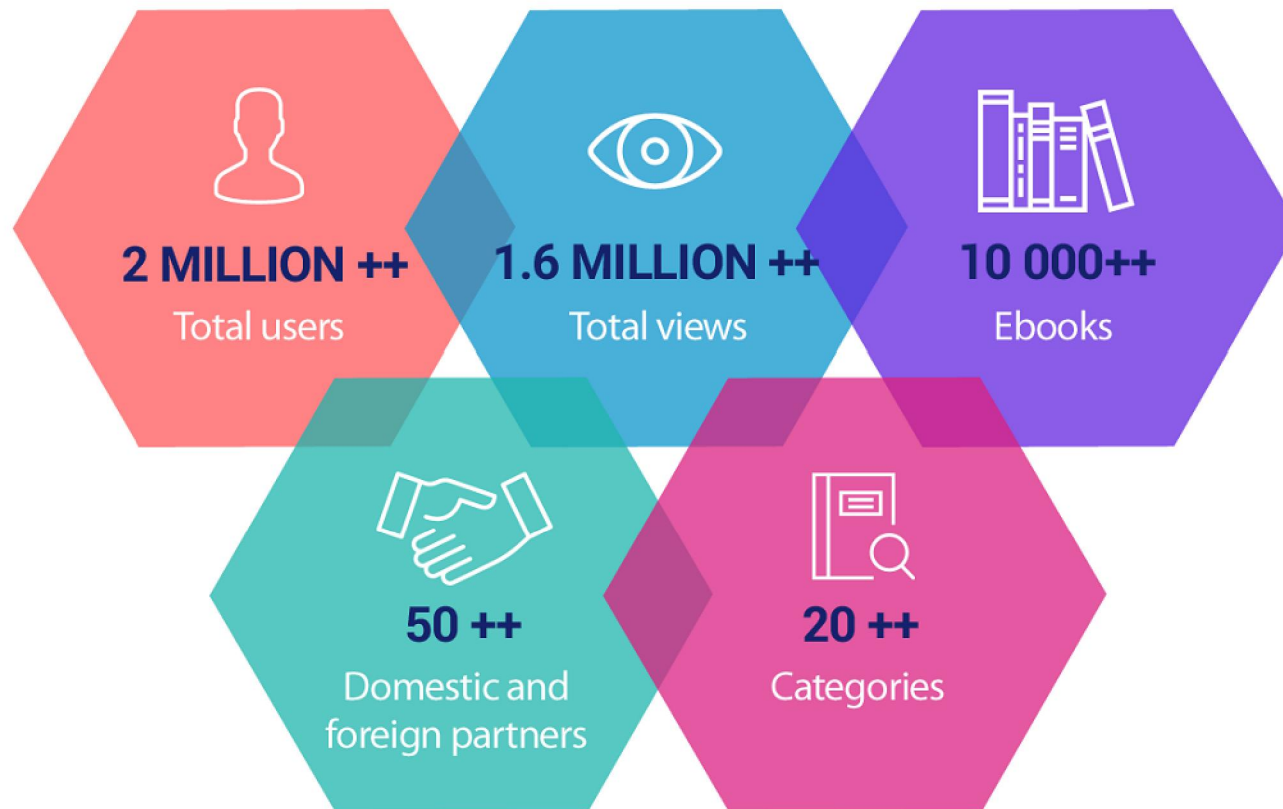 2 MILLION ++
Total users
1.6 MILLION ++
Total views
10 000++
Ebooks
50 ++
Domestic and
foreign partners
20 ++
Categories